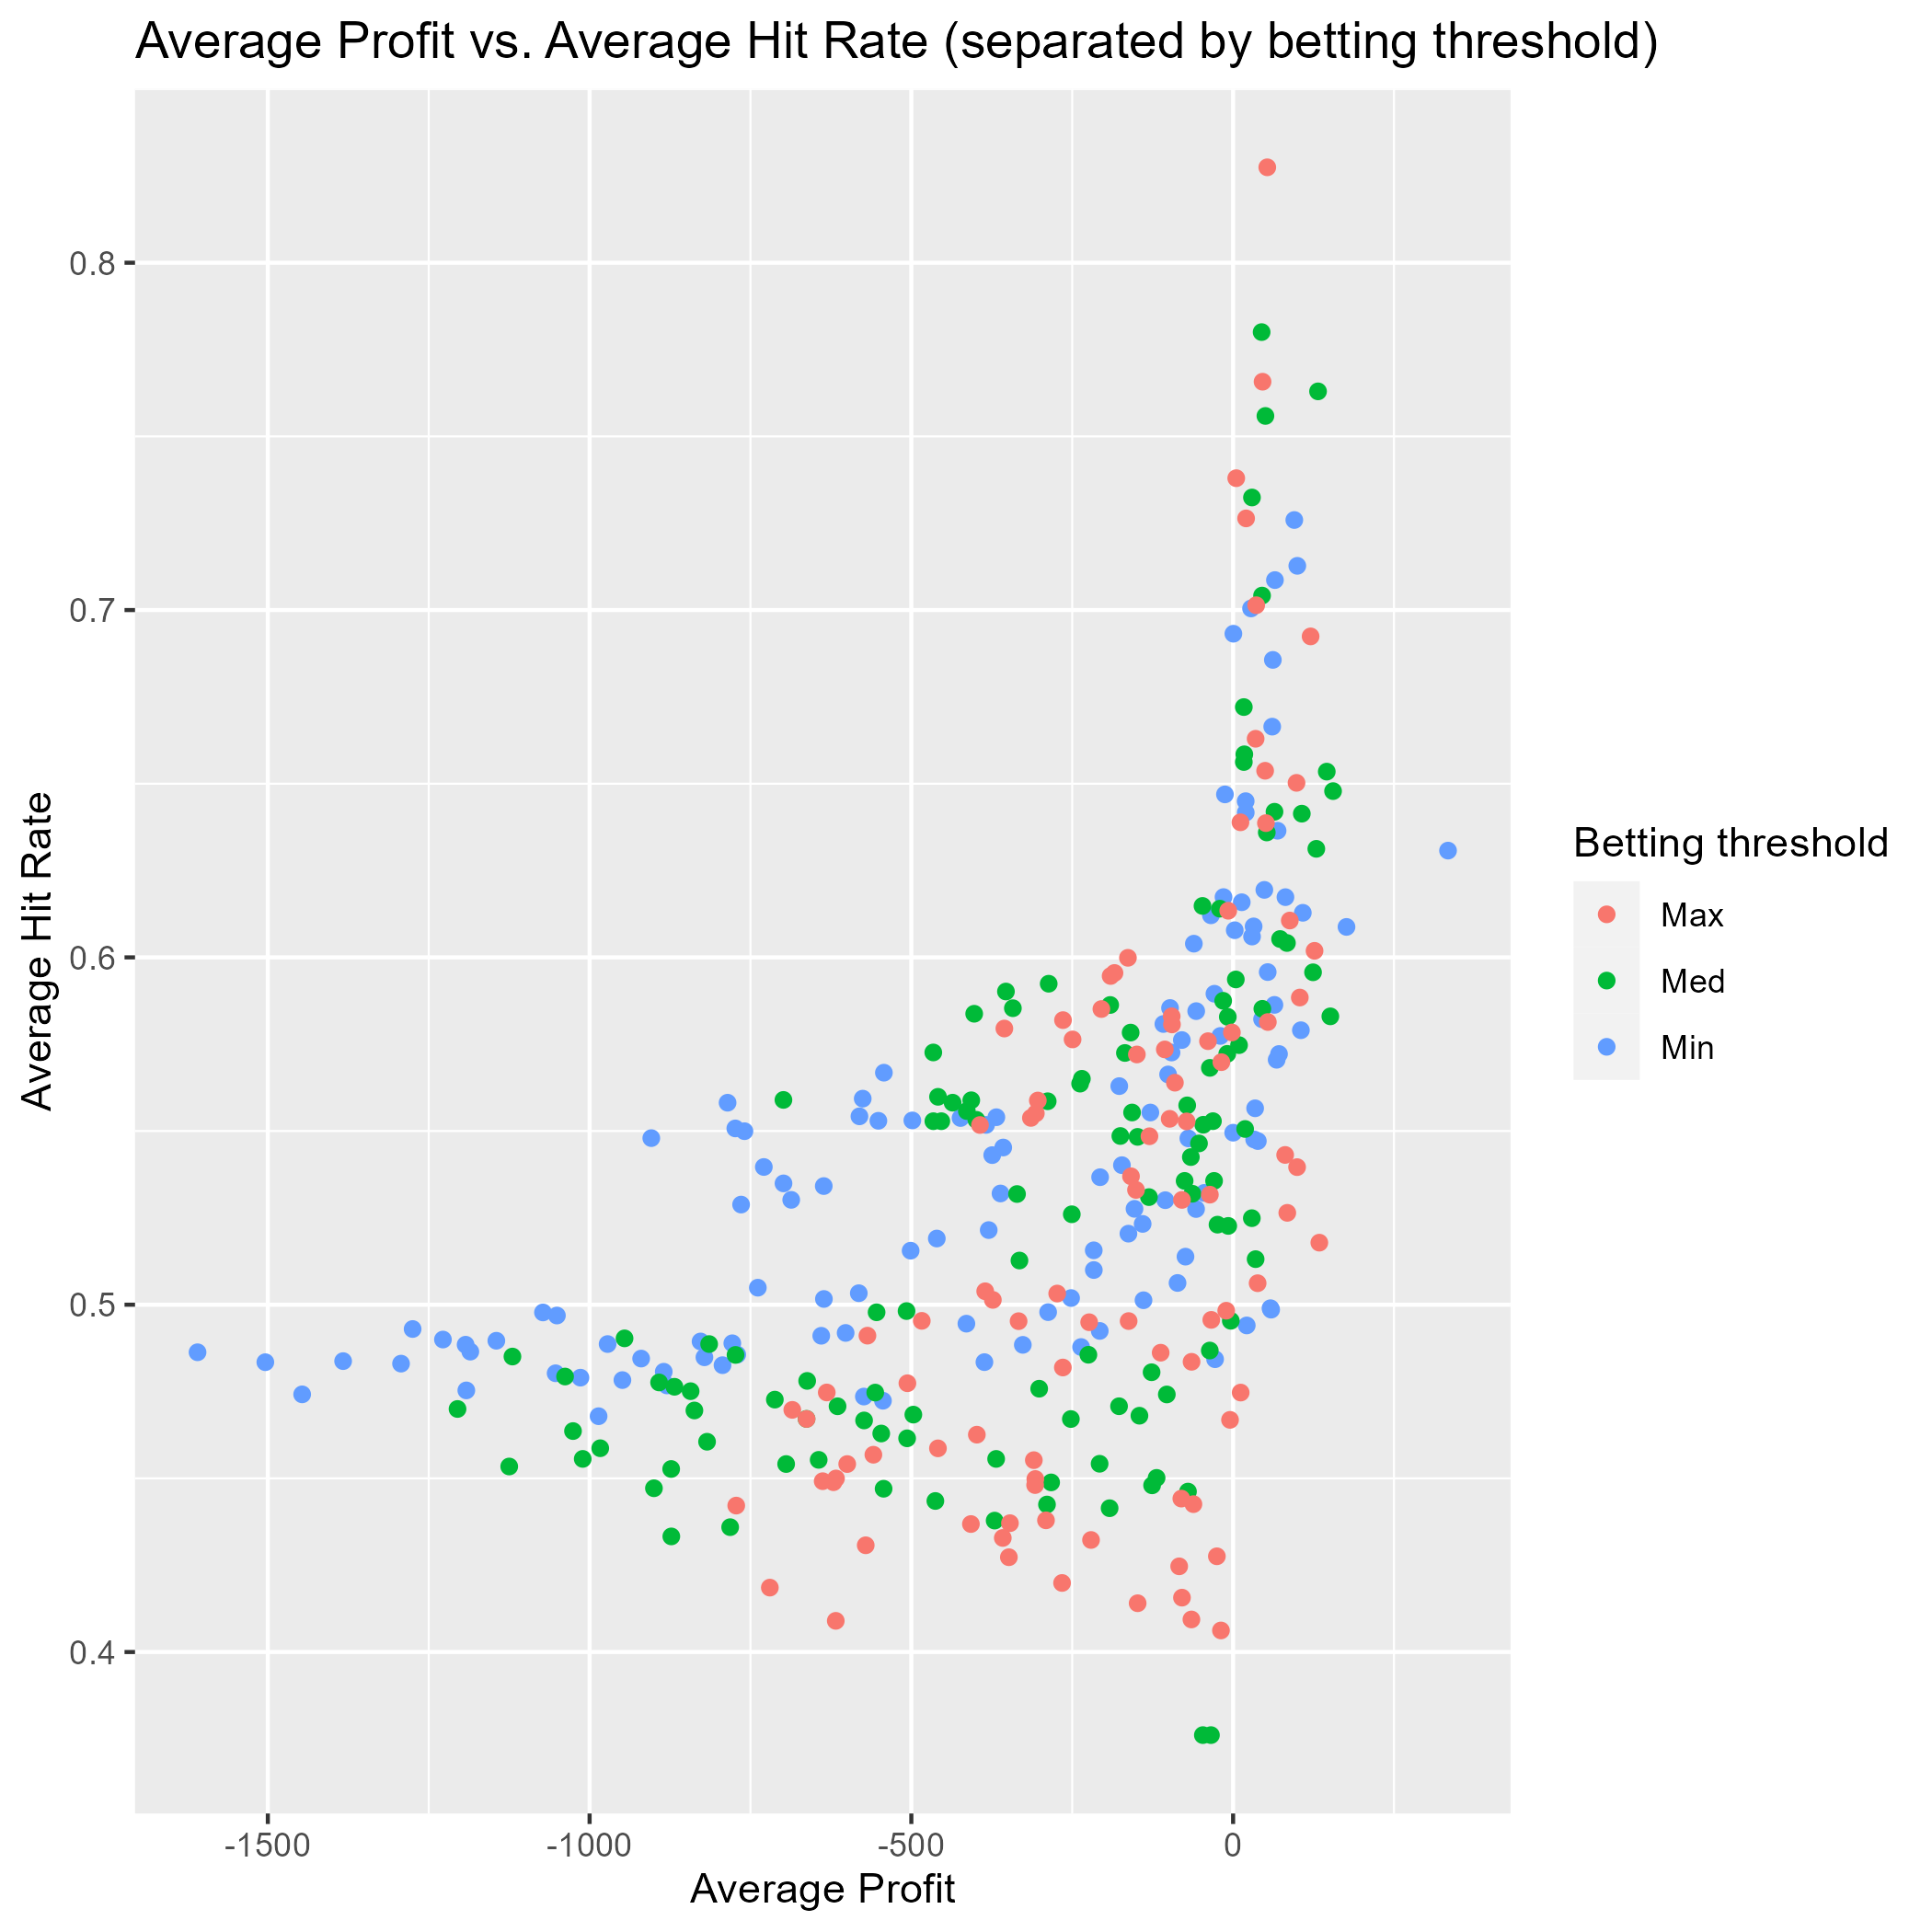 Average Profit vs. Average Hit Rate (separated by betting threshold)
0.8
0.7
0.6
0.5
0.4
Average Hit Rate
-1500 -1000 -500 0
Average Profit
Betting threshold
Max
Med
Min